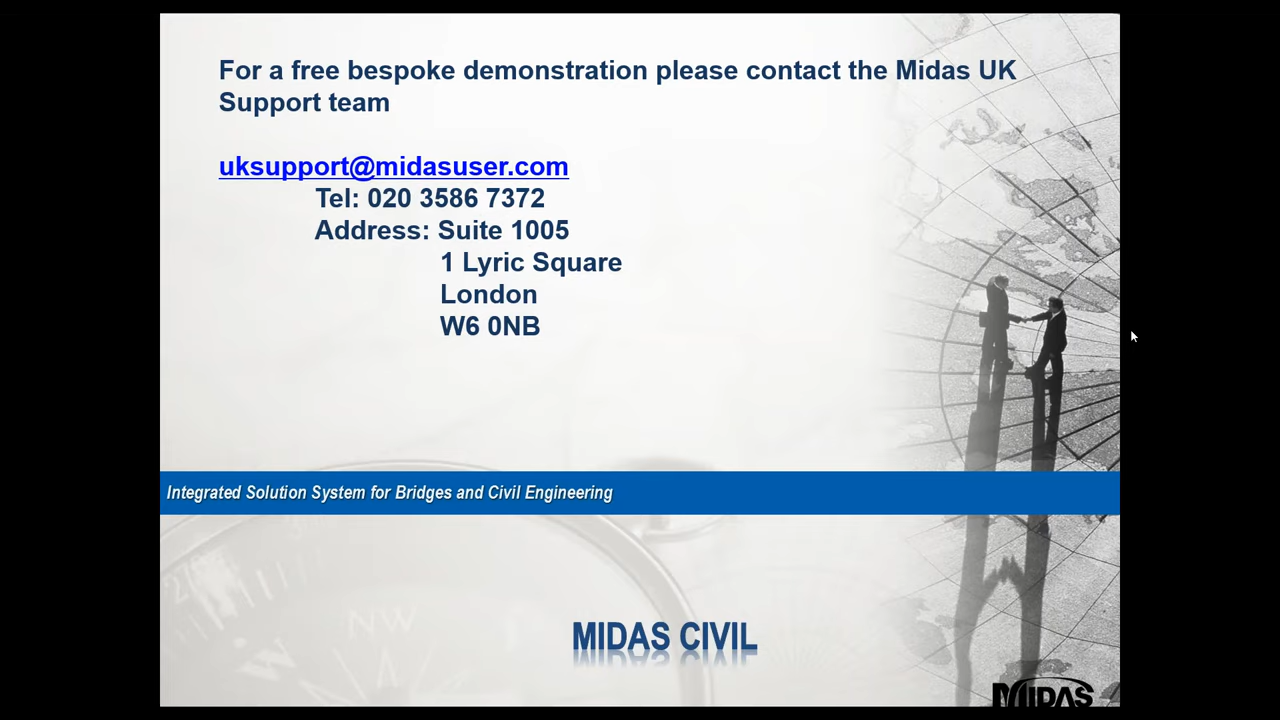 For a free bespoke demonstration please contact the Midas UK
Support team
uksupport@midasuser.com
Tel: 020 3586 7372
Address: Suite 1005
1 Lyric Square
London
W6 0NB
Integrated Solution System for Bridges and Civil Engineering
NW
MIDAS CIVIL
MIDAS